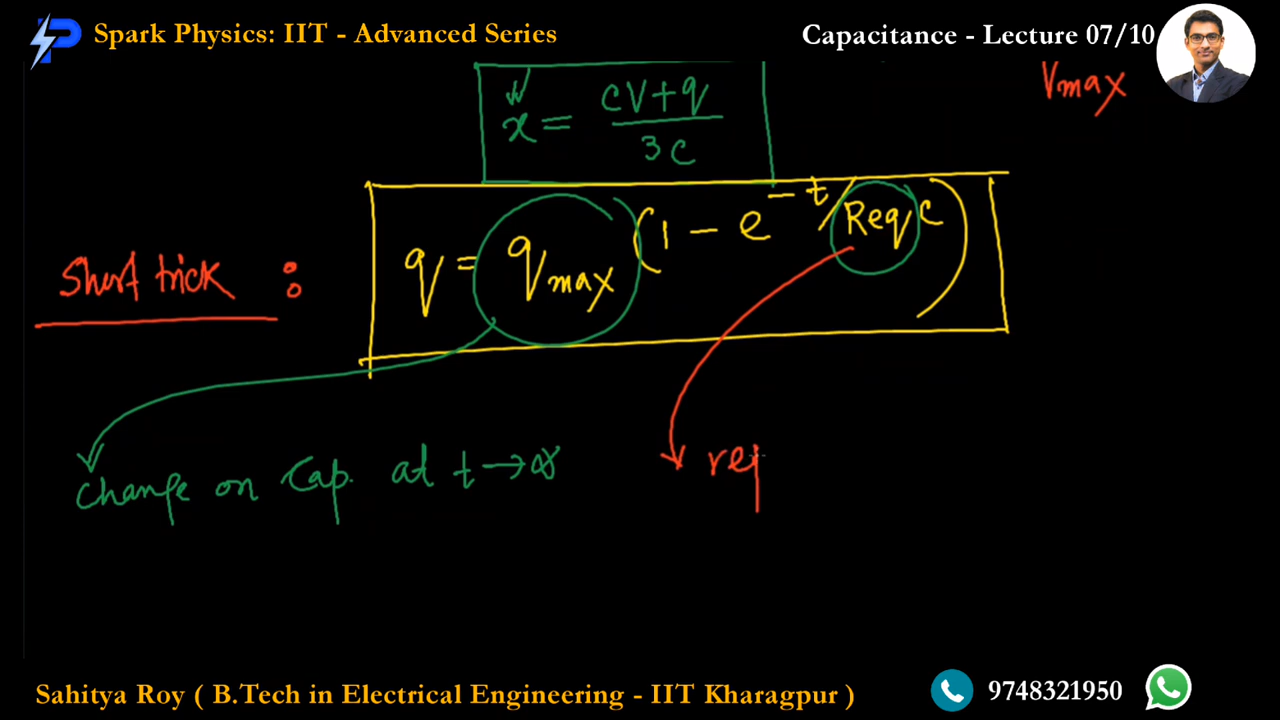 Spark Physics: IIT - Advanced Series
Capacitance - Lecture 07/10
Vmax
x = cV+q / 3c
Short trick :
q = qmax (1 - e^-t/Req c)
change on Cap. at t → ∞
req
Sahitya Roy ( B.Tech in Electrical Engineering - IIT Kharagpur )
9748321950